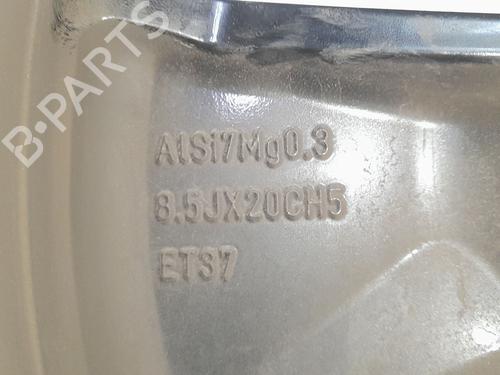 B-PARTS
AlSi7Mg0.3
8.5JX20CH5
ET37